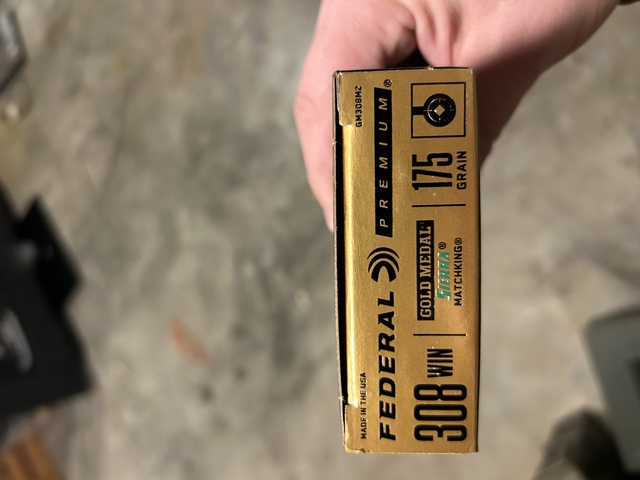 MADE IN THE USA
GM308M2
FEDERAL PREMIUM®
308 WIN
GOLD MEDAL®
SIERRA®
MATCHKING®
175
GRAIN